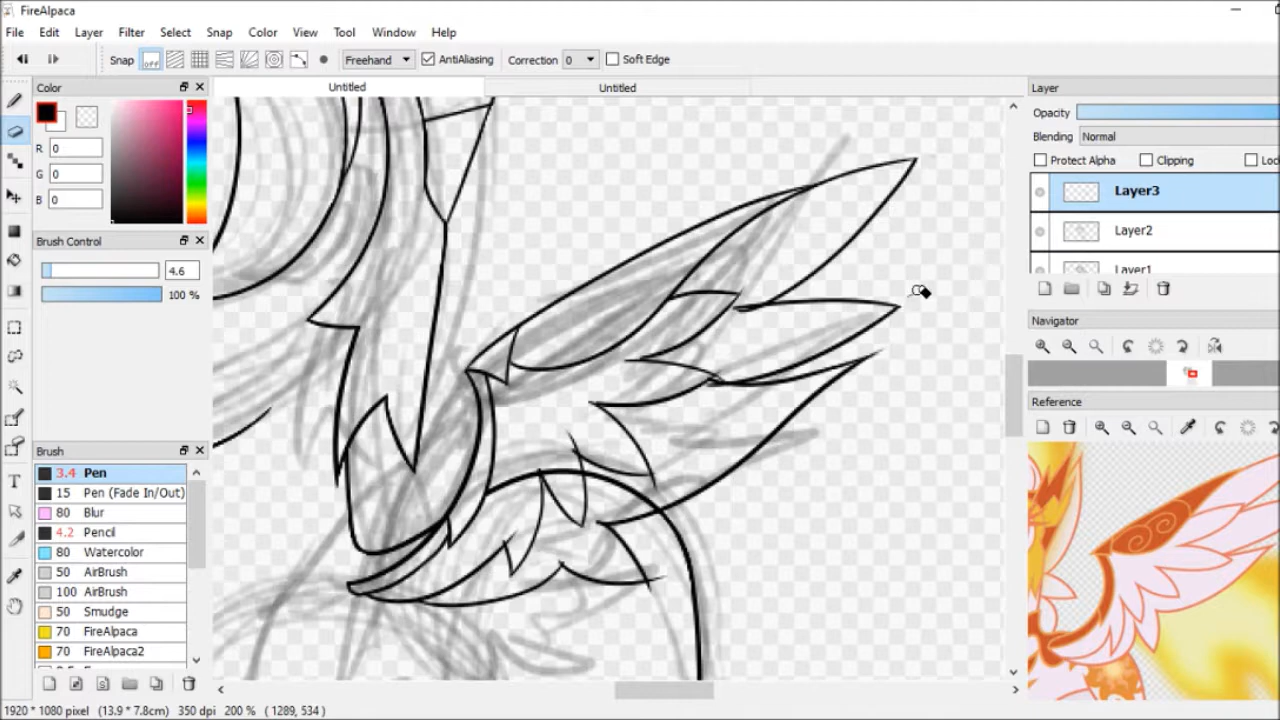 FireAlpaca
File Edit Layer Filter Select Snap Color View Tool Window Help
Snap off Freehand AntiAliasing Correction 0 Soft Edge
Color
Untitled Untitled
Layer
R 0
G 0
B 0
Opacity
Blending Normal
Protect Alpha Clipping Loc
Layer3
Layer2
Layer1
Brush Control
4.6
100 %
Navigator
Reference
Brush
3.4 Pen
15 Pen (Fade In/Out)
80 Blur
4.2 Pencil
80 Watercolor
50 AirBrush
100 AirBrush
50 Smudge
70 FireAlpaca
70 FireAlpaca2
T
1920 * 1080 pixel (13.9 * 7.8cm) 350 dpi 200 % ( 1289, 534 )